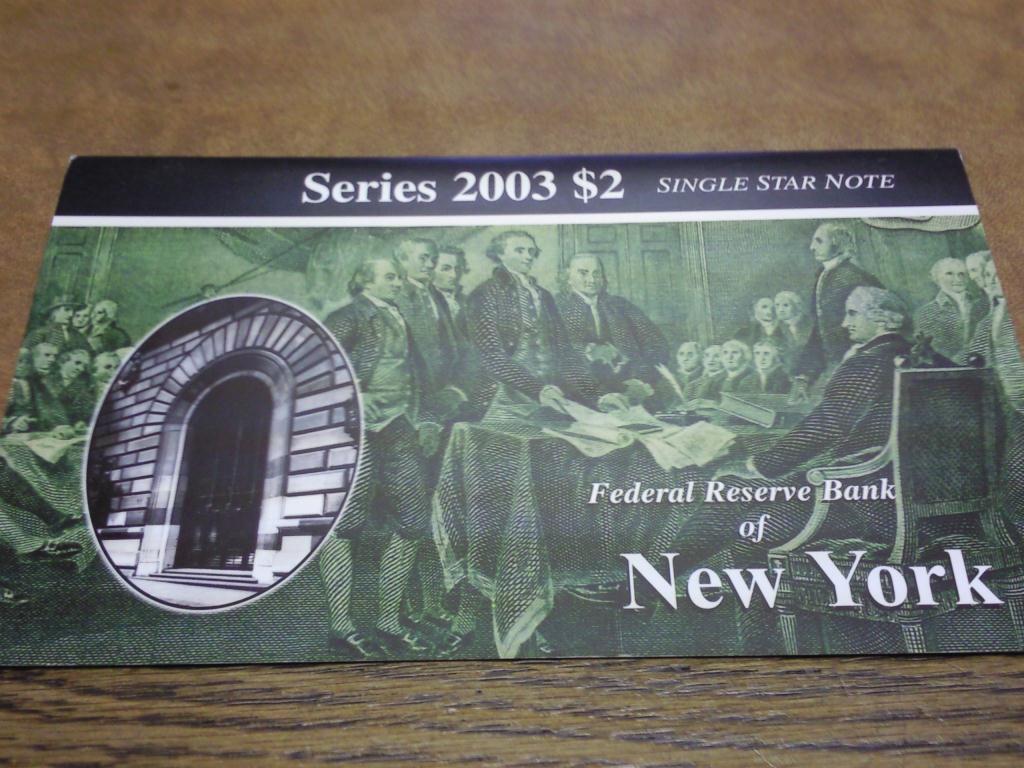 Series 2003 $2 SINGLE STAR NOTE
Federal Reserve Bank
of
New York